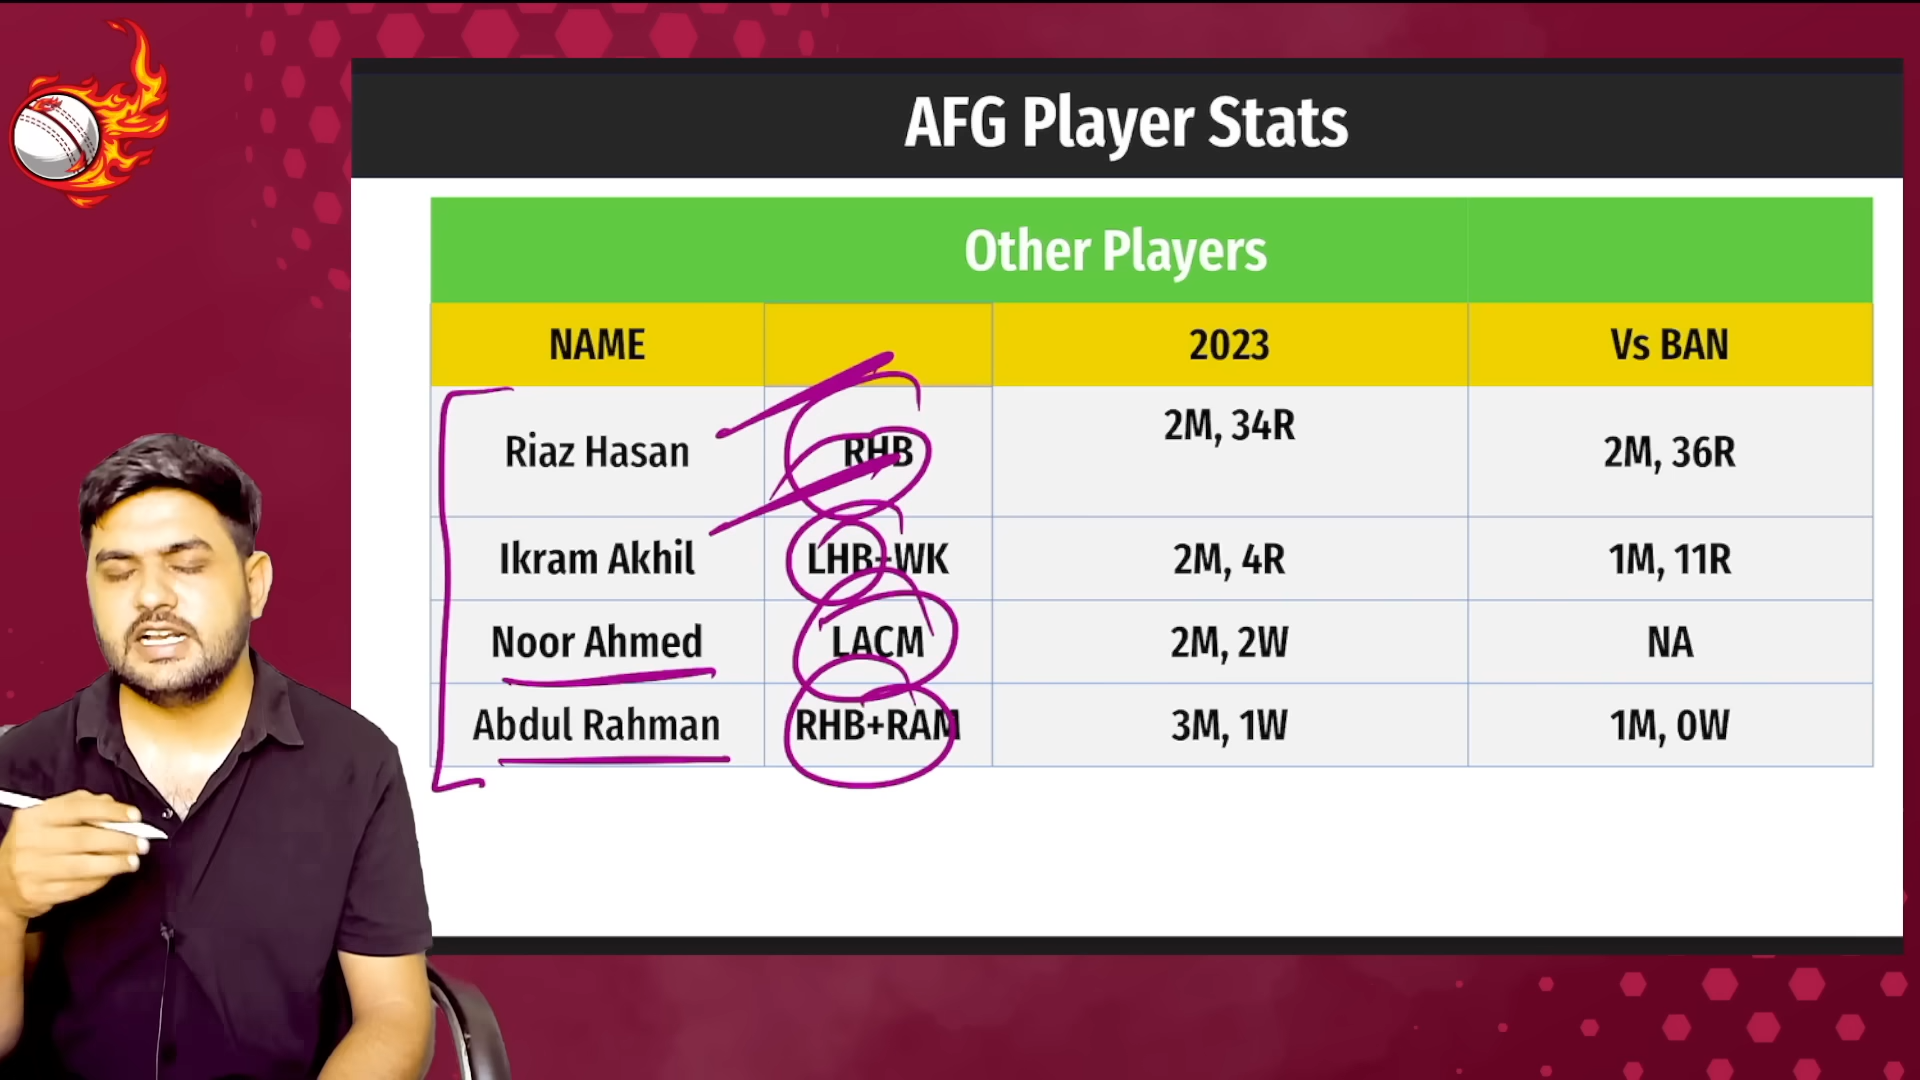 AFG Player Stats
Other Players
NAME 2023 Vs BAN
Riaz Hasan RHB 2M, 34R 2M, 36R
Ikram Akhil LHB+WK 2M, 4R 1M, 11R
Noor Ahmed LACM 2M, 2W NA
Abdul Rahman RHB+RAM 3M, 1W 1M, 0W